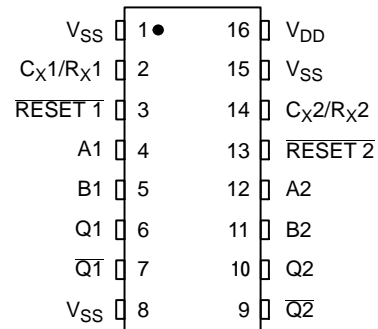 VSS 1 16 VDD
CX1/RX1 2 15 VSS
RESET 1 3 14 CX2/RX2
A1 4 13 RESET 2
B1 5 12 A2
Q1 6 11 B2
Q1 7 10 Q2
VSS 8 9 Q2